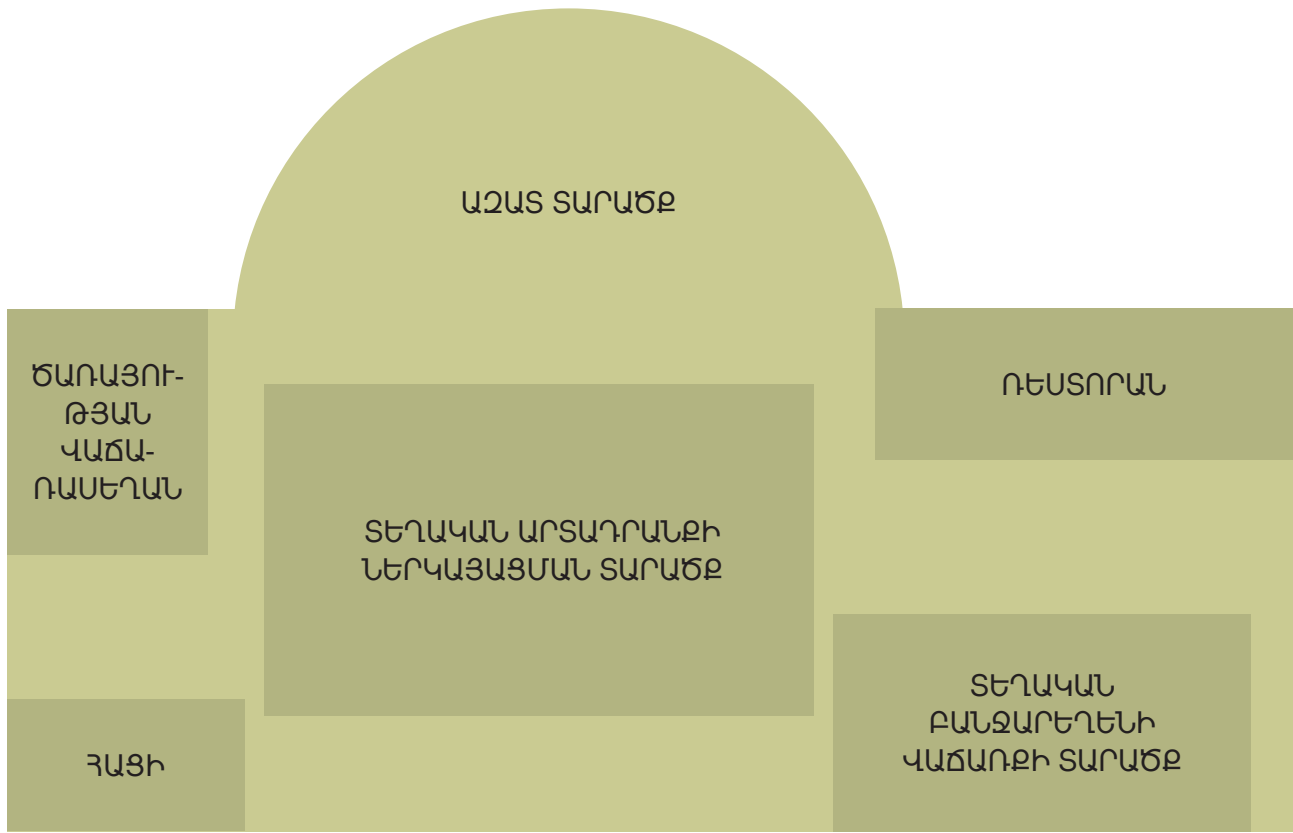 ԱԶԱՏ ՏԱՐԱԾՔ
ԾԱՌԱՅՈՒ-
ԹՅԱՆ
ՎԱՃԱ-
ՌԱՍԵՂԱՆ
ՌԵՍՏՈՐԱՆ
ՏԵՂԱԿԱՆ ԱՐՏԱԴՐԱՆՔԻ
ՆԵՐԿԱՅԱՑՄԱՆ ՏԱՐԱԾՔ
ՀԱՑԻ
ՏԵՂԱԿԱՆ
ԲԱՆՋԱՐԵՂԵՆԻ
ՎԱՃԱՌՔԻ ՏԱՐԱԾՔ